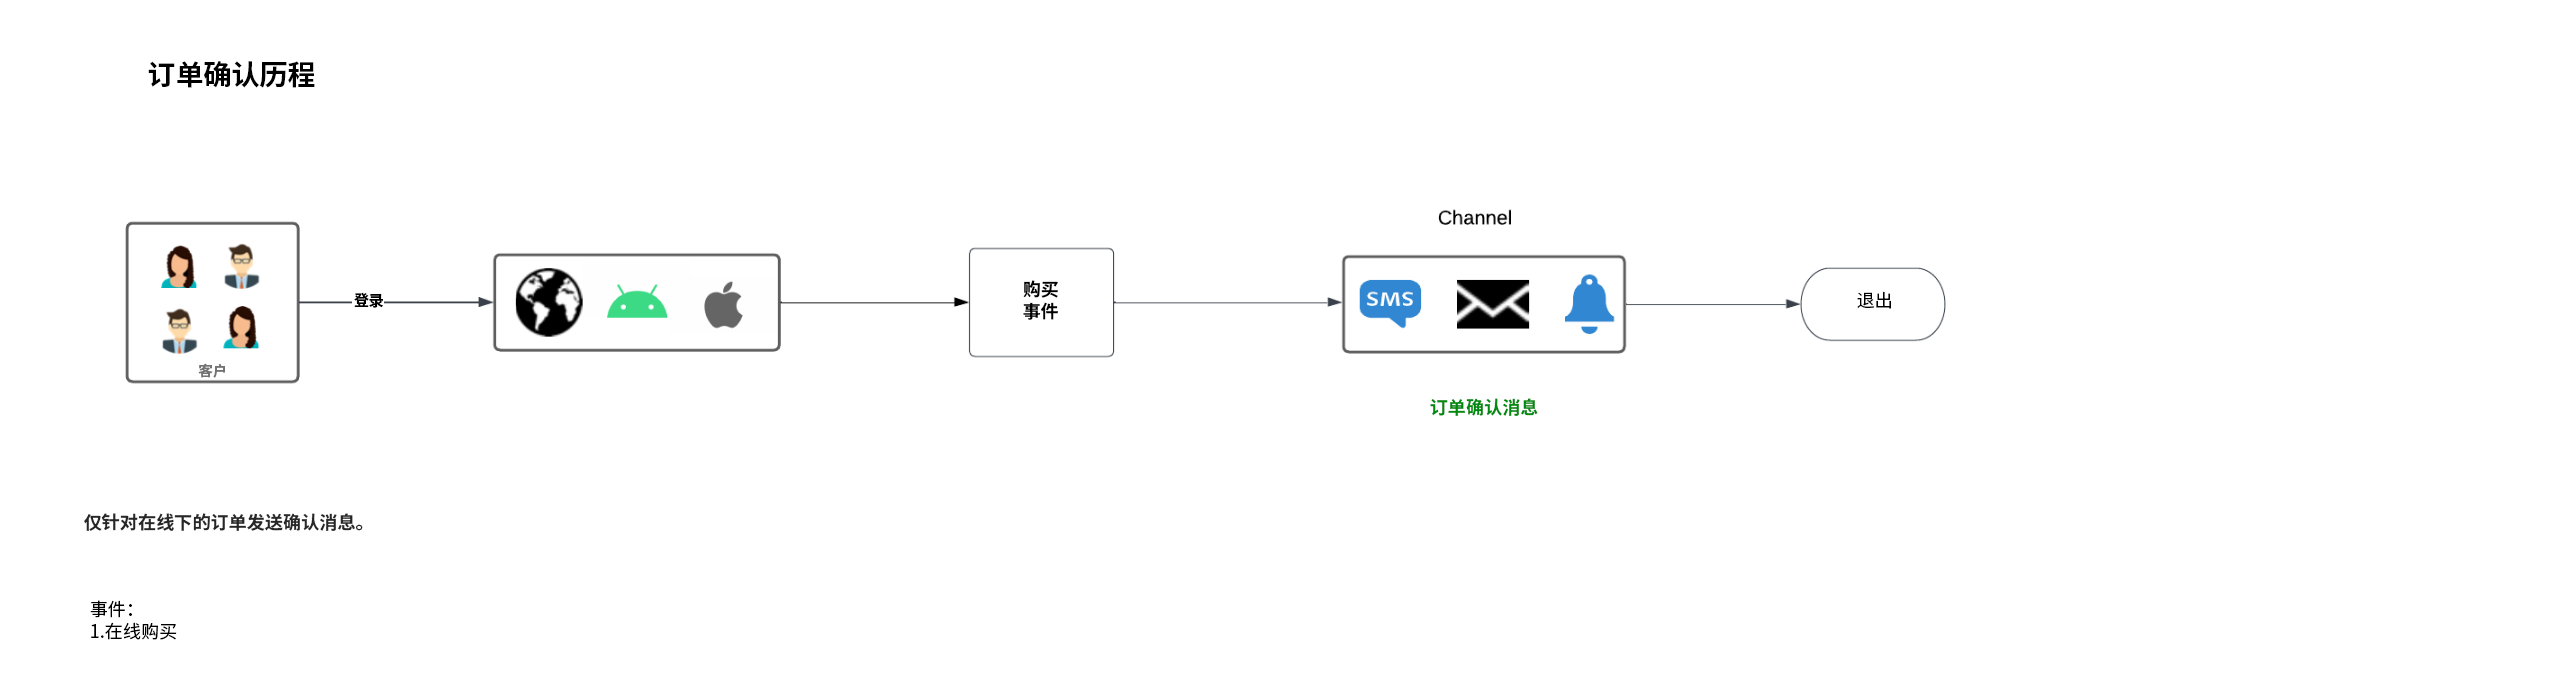 订单确认历程
Channel
登录
购买
事件
SMS
退出
客户
订单确认消息
仅针对在线下的订单发送确认消息。
事件：
1.在线购买